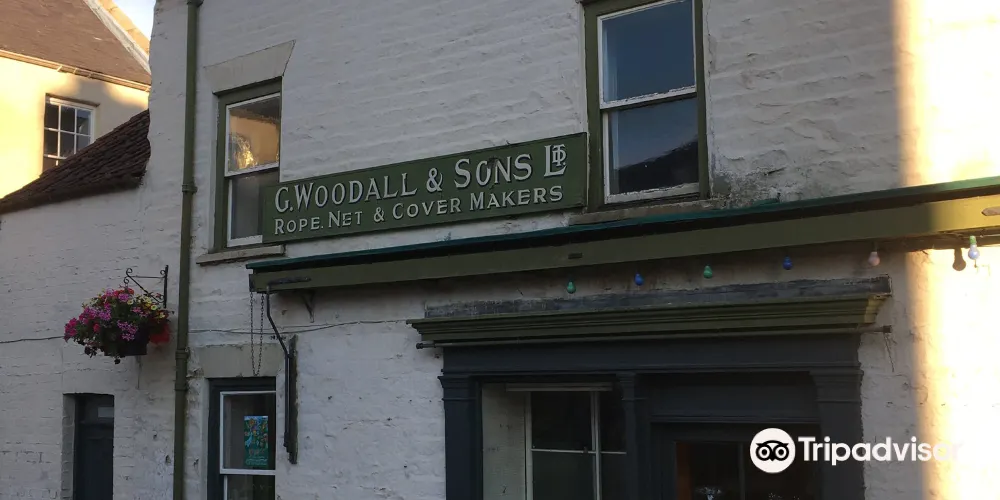 G. WOODALL & SONS LTD
ROPE. NET & COVER MAKERS
Tripadvisor